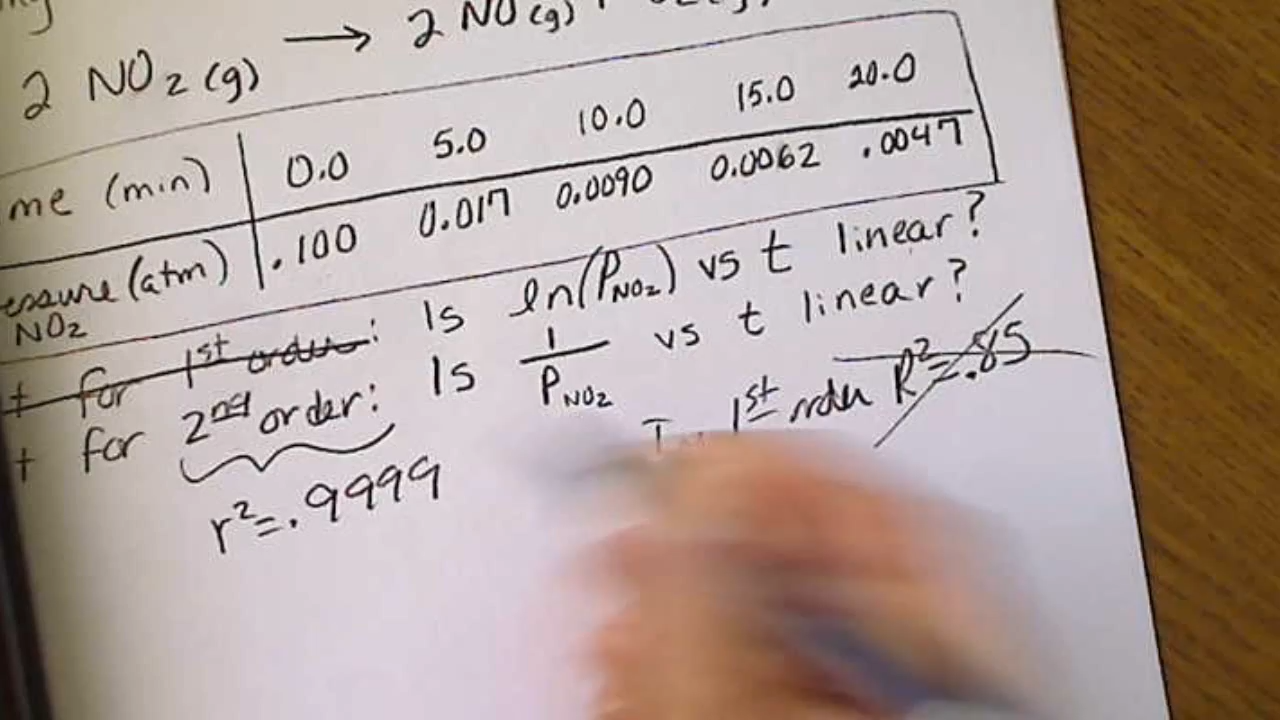 2 NO₂ (g) → 2 NO (g) +
me (min) 0.0 5.0 10.0 15.0 20.0
essure (atm) .100 0.017 0.0090 0.0062 .0047
NO₂
t for 1st order: Is ln(P_NO₂) vs t linear?
t for 2nd order: Is 1/P_NO₂ vs t linear?
1st order R²=.85
r²=.9999